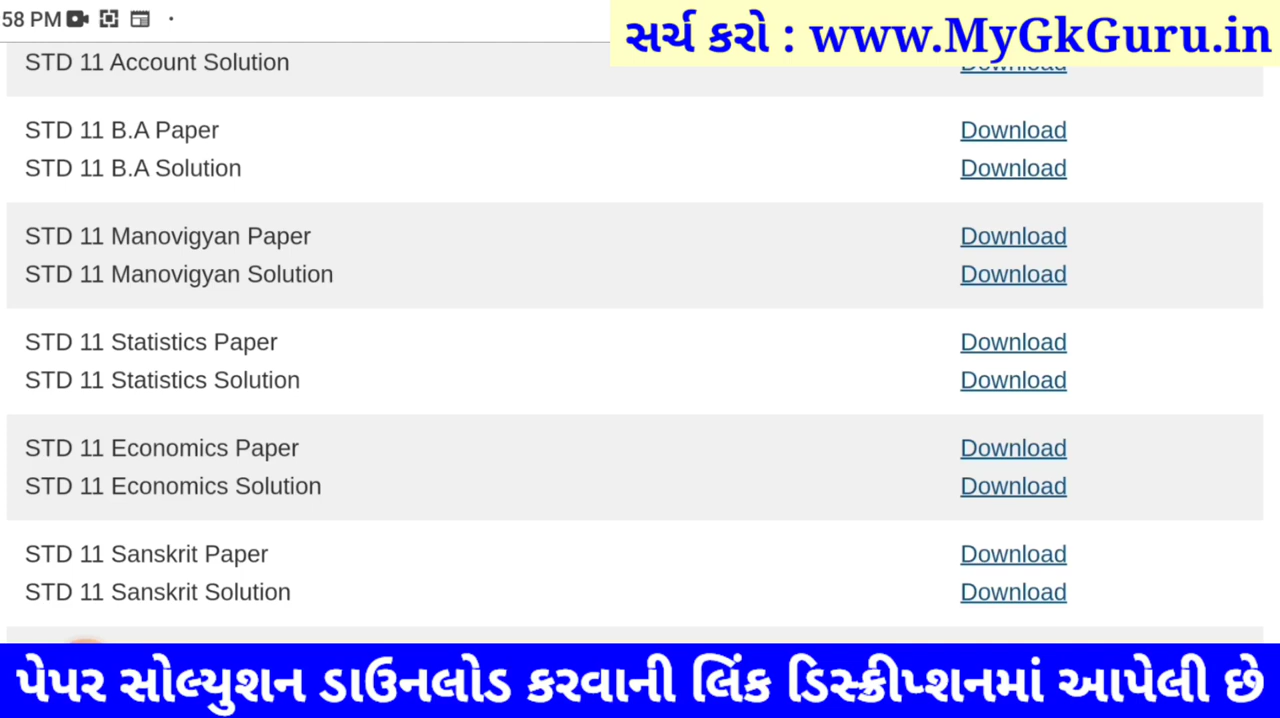 58 PM
સર્ચ કરો : www.MyGkGuru.in
STD 11 Account Solution Download
STD 11 B.A Paper Download
STD 11 B.A Solution Download
STD 11 Manovigyan Paper Download
STD 11 Manovigyan Solution Download
STD 11 Statistics Paper Download
STD 11 Statistics Solution Download
STD 11 Economics Paper Download
STD 11 Economics Solution Download
STD 11 Sanskrit Paper Download
STD 11 Sanskrit Solution Download
પેપર સોલ્યુશન ડાઉનલોડ કરવાની લિંક ડિસ્ક્રીપ્શનમાં આપેલી છે